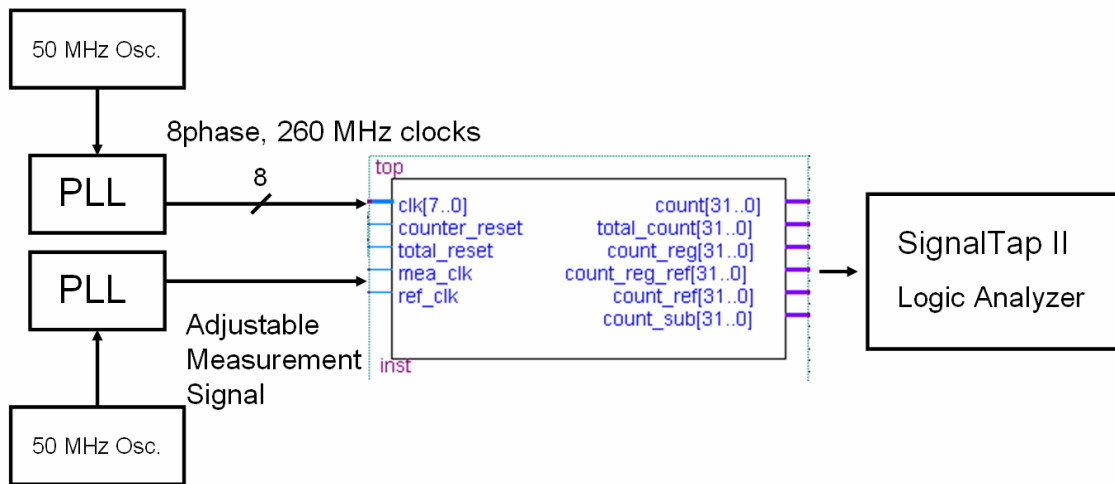 50 MHz Osc.
8phase, 260 MHz clocks
PLL
8
top
clk[7..0]
counter_reset
total_reset
mea_clk
ref_clk
count[31..0]
total_count[31..0]
count_reg[31..0]
count_reg_ref[31..0]
count_ref[31..0]
count_sub[31..0]
inst
SignalTap II
Logic Analyzer
PLL
Adjustable
Measurement
Signal
50 MHz Osc.